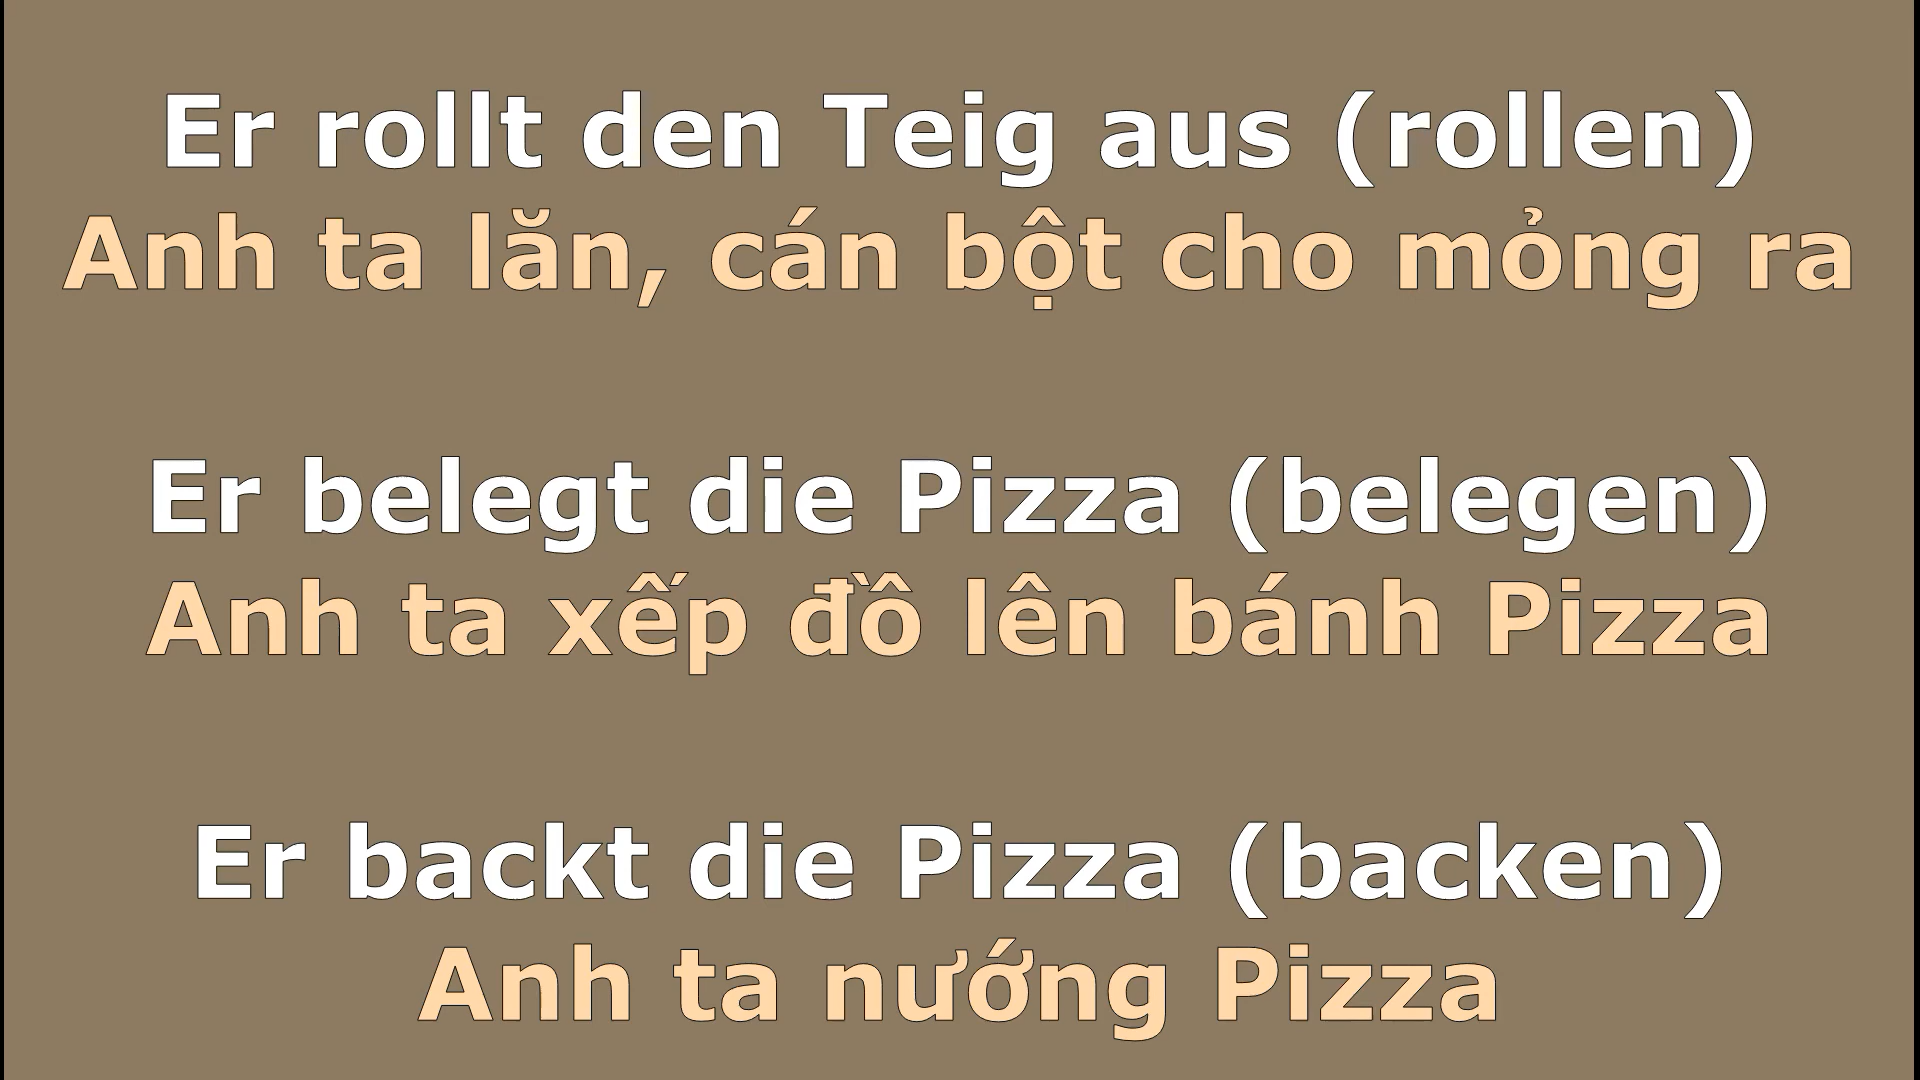 Er rollt den Teig aus (rollen)
Anh ta lăn, cán bột cho mỏng ra
Er belegt die Pizza (belegen)
Anh ta xếp đồ lên bánh Pizza
Er backt die Pizza (backen)
Anh ta nướng Pizza